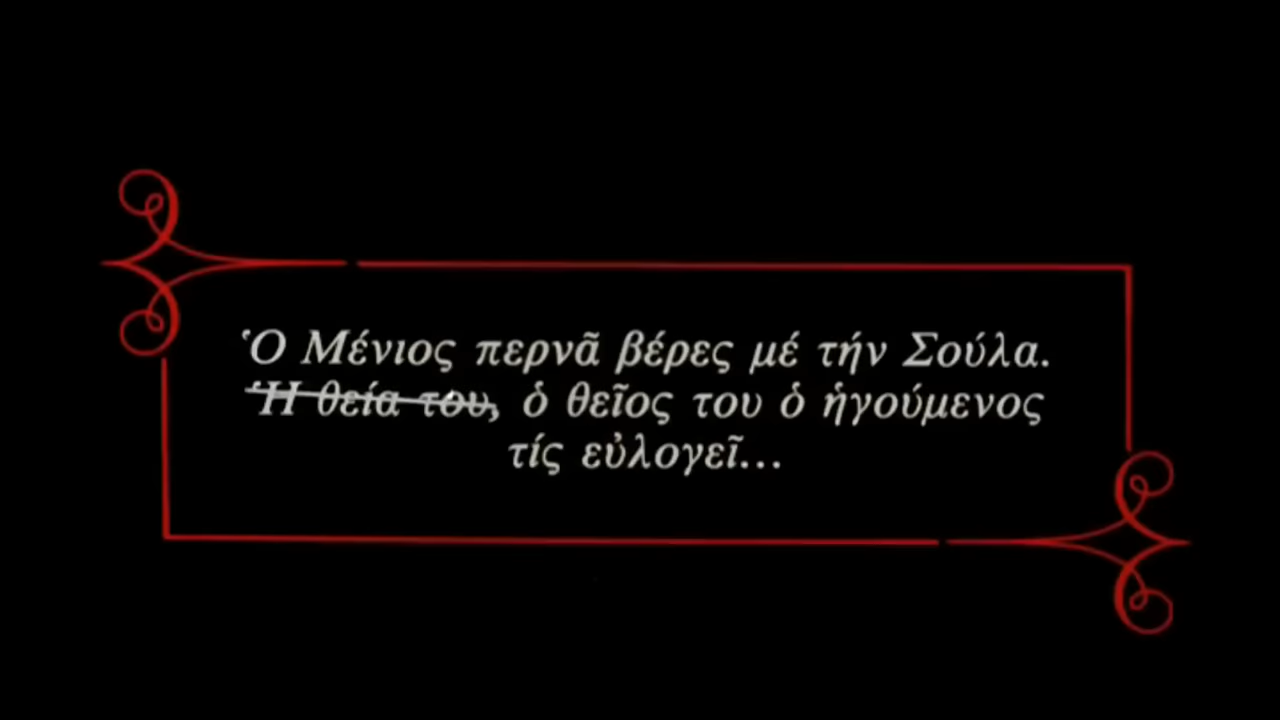 Ὁ Μένιος περνᾶ βέρες μέ τήν Σούλα.
Ἡ θεία του, ὁ θεῖος του ὁ ἡγούμενος
τίς εὐλογεῖ...